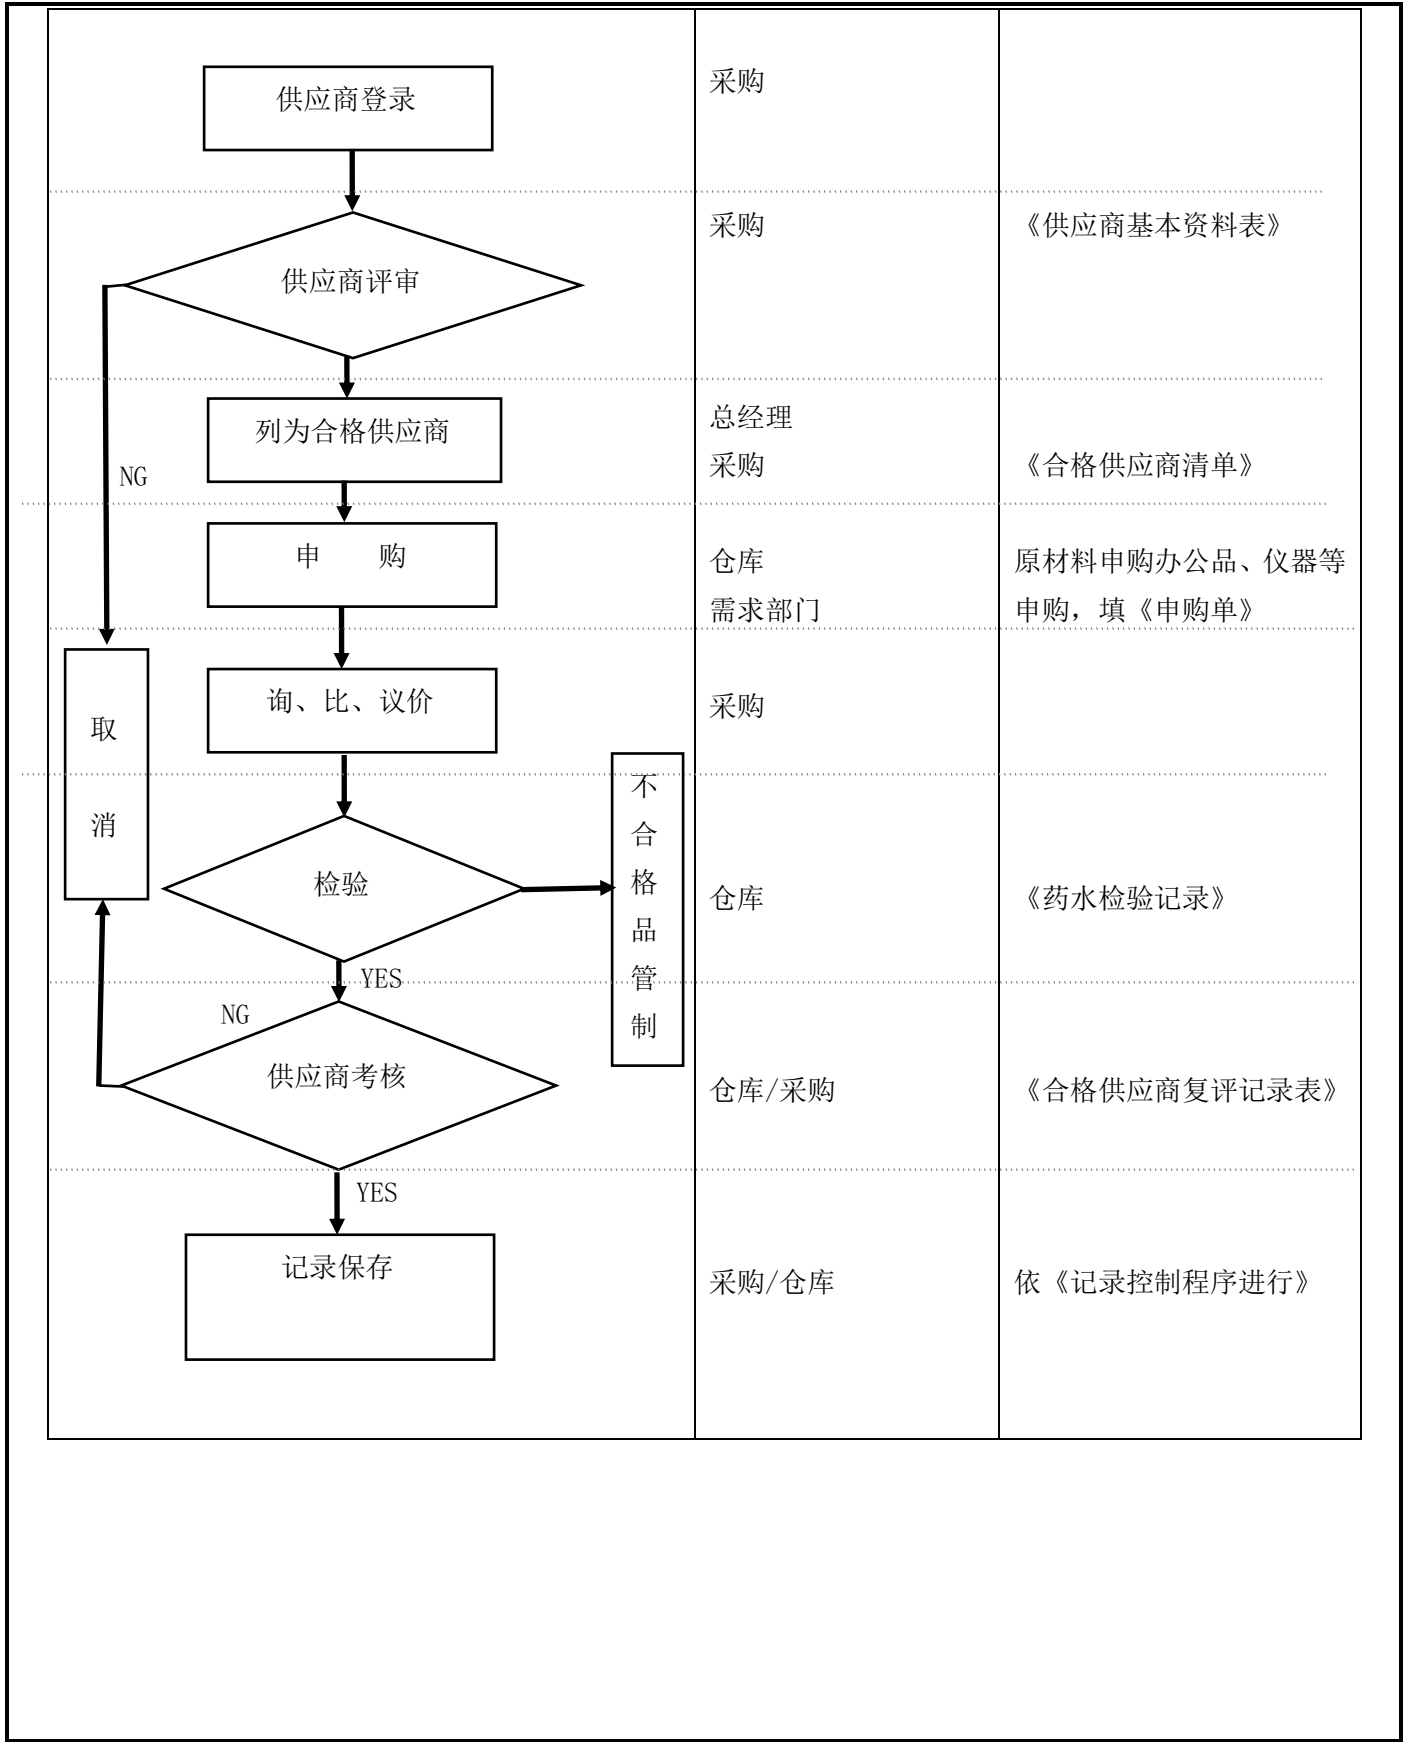 供应商登录
采购
供应商评审
采购
《供应商基本资料表》
列为合格供应商
总经理
采购
《合格供应商清单》
NG
申 购
仓库
需求部门
原材料申购办公品、仪器等
申购，填《申购单》
询、比、议价
采购
取
消
不
合
格
品
管
制
检验
仓库
《药水检验记录》
YES
NG
供应商考核
仓库/采购
《合格供应商复评记录表》
YES
记录保存
采购/仓库
依《记录控制程序进行》